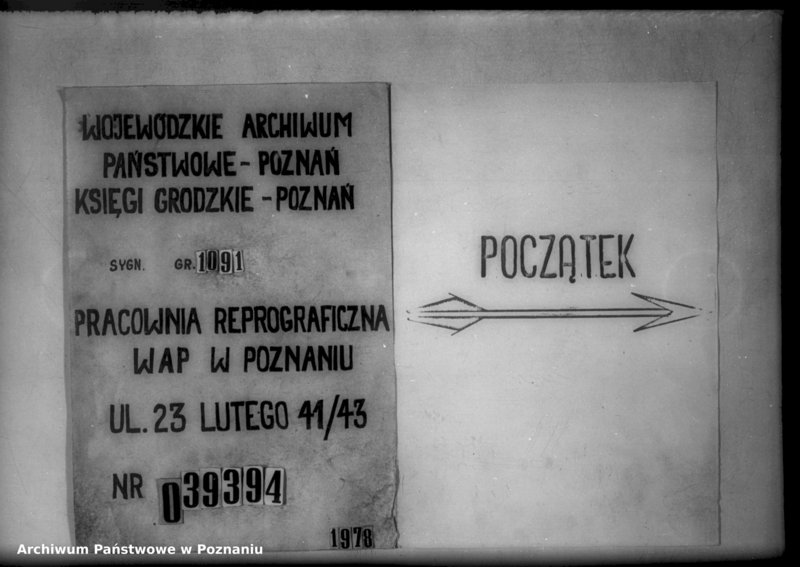 WOJEWÓDZKIE ARCHIWUM
PAŃSTWOWE - POZNAŃ
KSIĘGI GRODZKIE - POZNAŃ
SYGN. GR. 1091
PRACOWNIA REPROGRAFICZNA
WAP W POZNANIU
UL. 23 LUTEGO 41/43
NR 039394
1978
POCZĄTEK
Archiwum Państwowe w Poznaniu